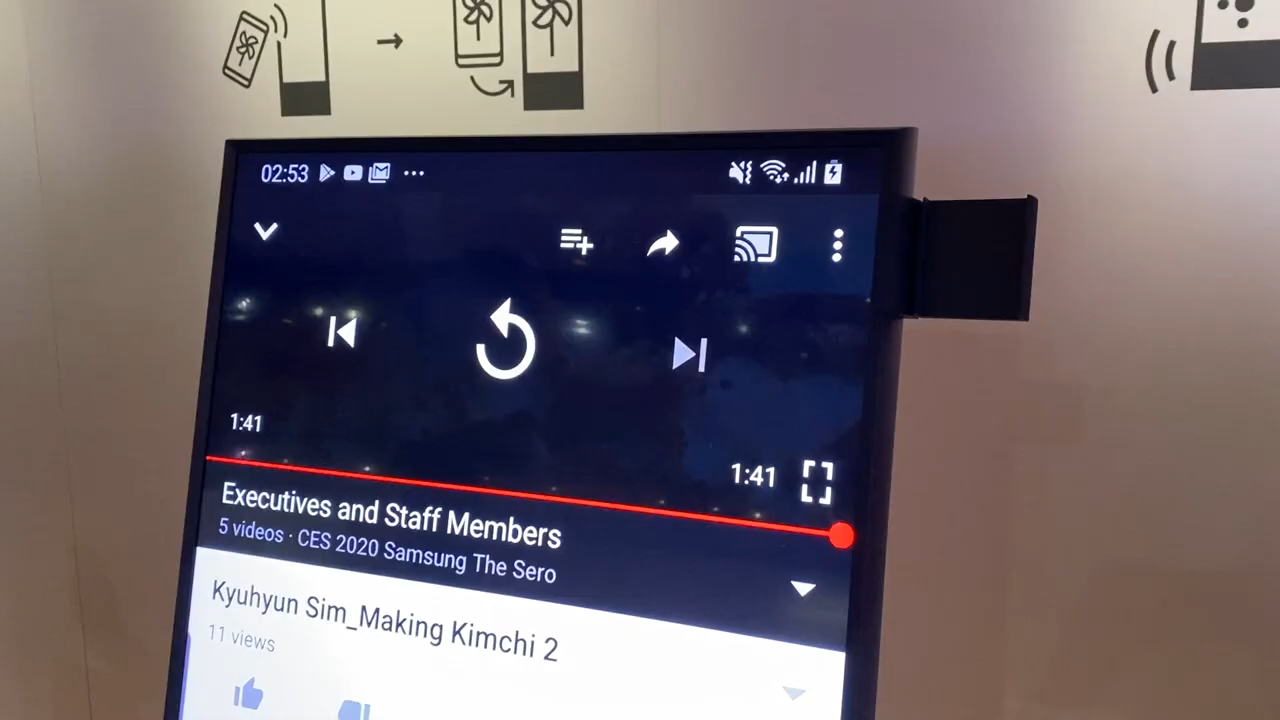 02:53
1:41
1:41
Executives and Staff Members
5 videos · CES 2020 Samsung The Sero
Kyuhyun Sim_Making Kimchi 2
11 views